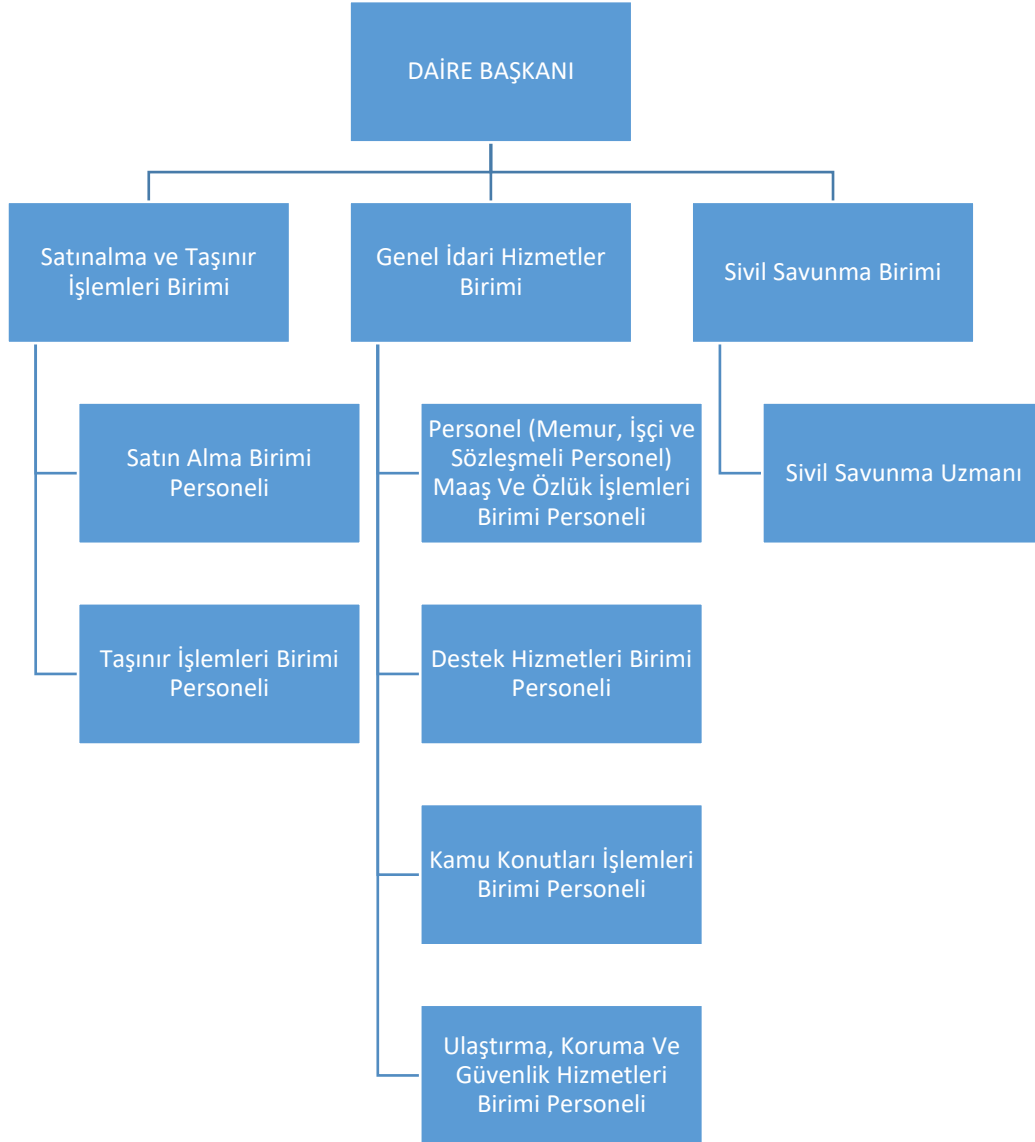 DAİRE BAŞKANI
Satınalma ve Taşınır
İşlemleri Birimi
Genel İdari Hizmetler
Birimi
Sivil Savunma Birimi
Satın Alma Birimi
Personeli
Personel (Memur, İşçi ve
Sözleşmeli Personel)
Maaş Ve Özlük İşlemleri
Birimi Personeli
Sivil Savunma Uzmanı
Taşınır İşlemleri Birimi
Personeli
Destek Hizmetleri Birimi
Personeli
Kamu Konutları İşlemleri
Birimi Personeli
Ulaştırma, Koruma Ve
Güvenlik Hizmetleri
Birimi Personeli